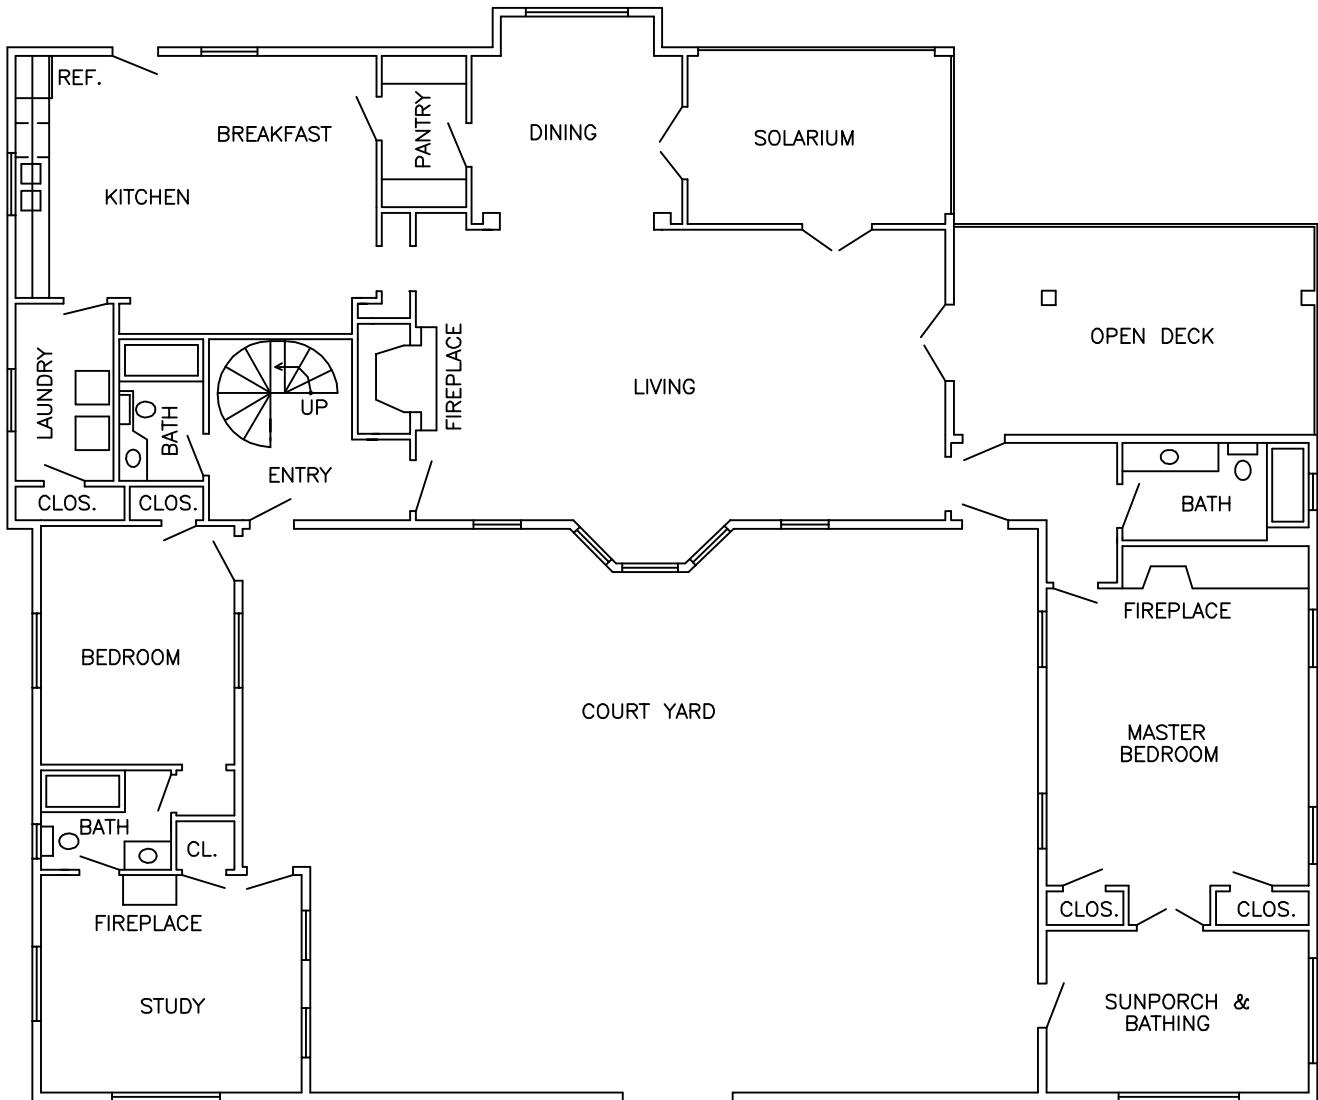 REF.
BREAKFAST
PANTRY
DINING
SOLARIUM
KITCHEN
OPEN DECK
LAUNDRY
BATH
UP
FIREPLACE
LIVING
ENTRY
CLOS.
CLOS.
BATH
FIREPLACE
BEDROOM
COURT YARD
MASTER
BEDROOM
BATH
CL.
FIREPLACE
CLOS.
CLOS.
STUDY
SUNPORCH &
BATHING